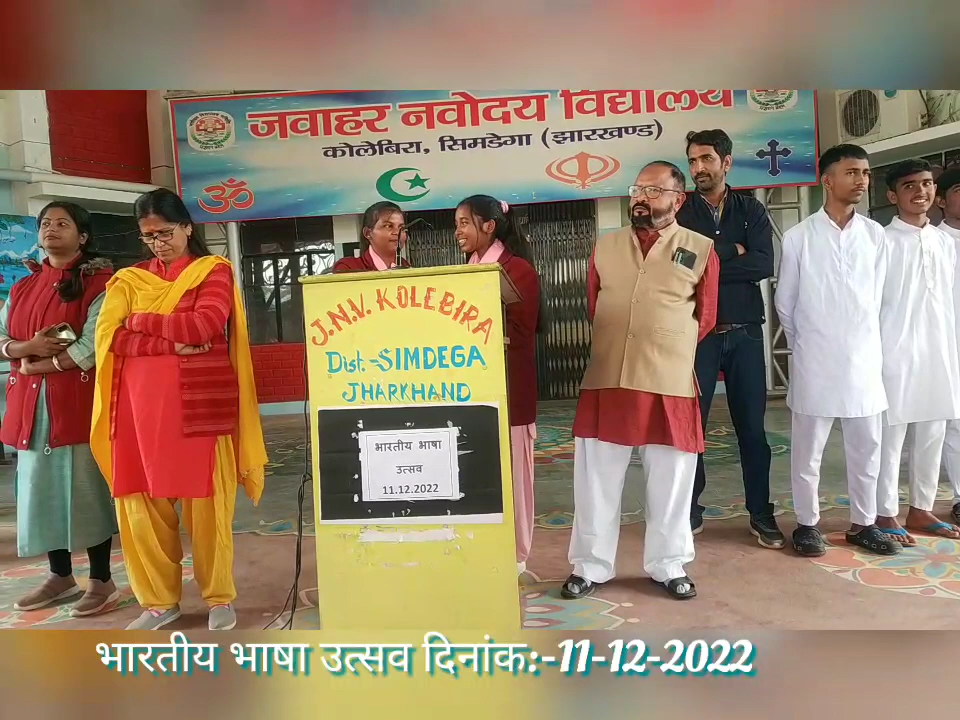 जवाहर नवोदय विद्यालय
कोलेबिरा, सिमडेगा (झारखण्ड)
J.N.V. KOLEBIRA
Dist.-SIMDEGA
JHARKHAND
भारतीय भाषा
उत्सव
11.12.2022
भारतीय भाषा उत्सव दिनांक:-11-12-2022